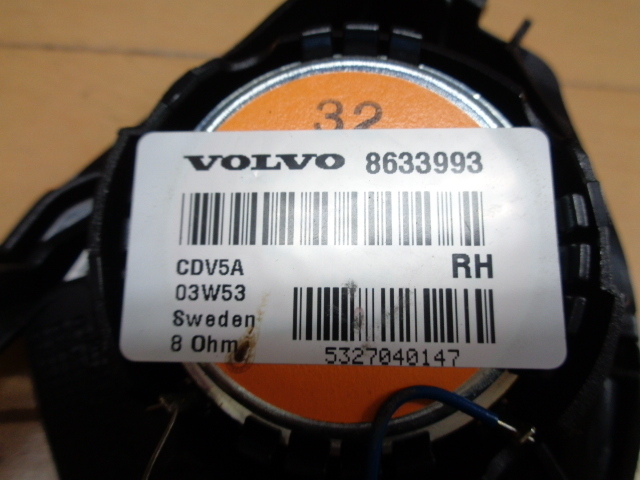 32
VOLVO 8633993
CDV5A RH
03W53
Sweden
8 Ohm
5327040147